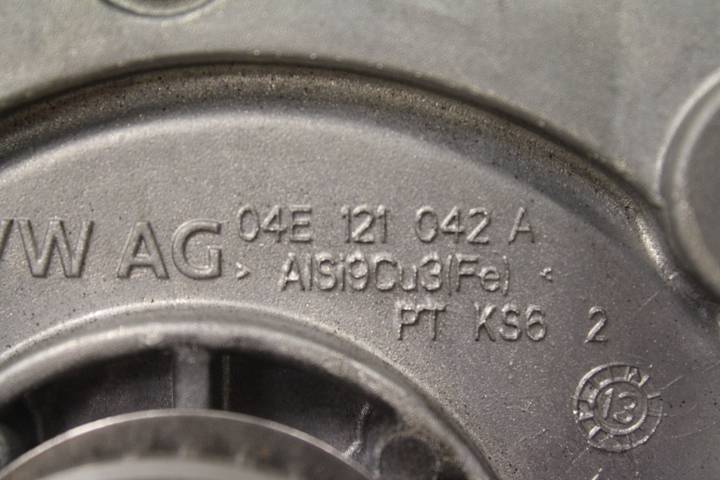 VW AG 04E 121 042 A
> AlSi9Cu3(Fe) <
PT KS6 2
13